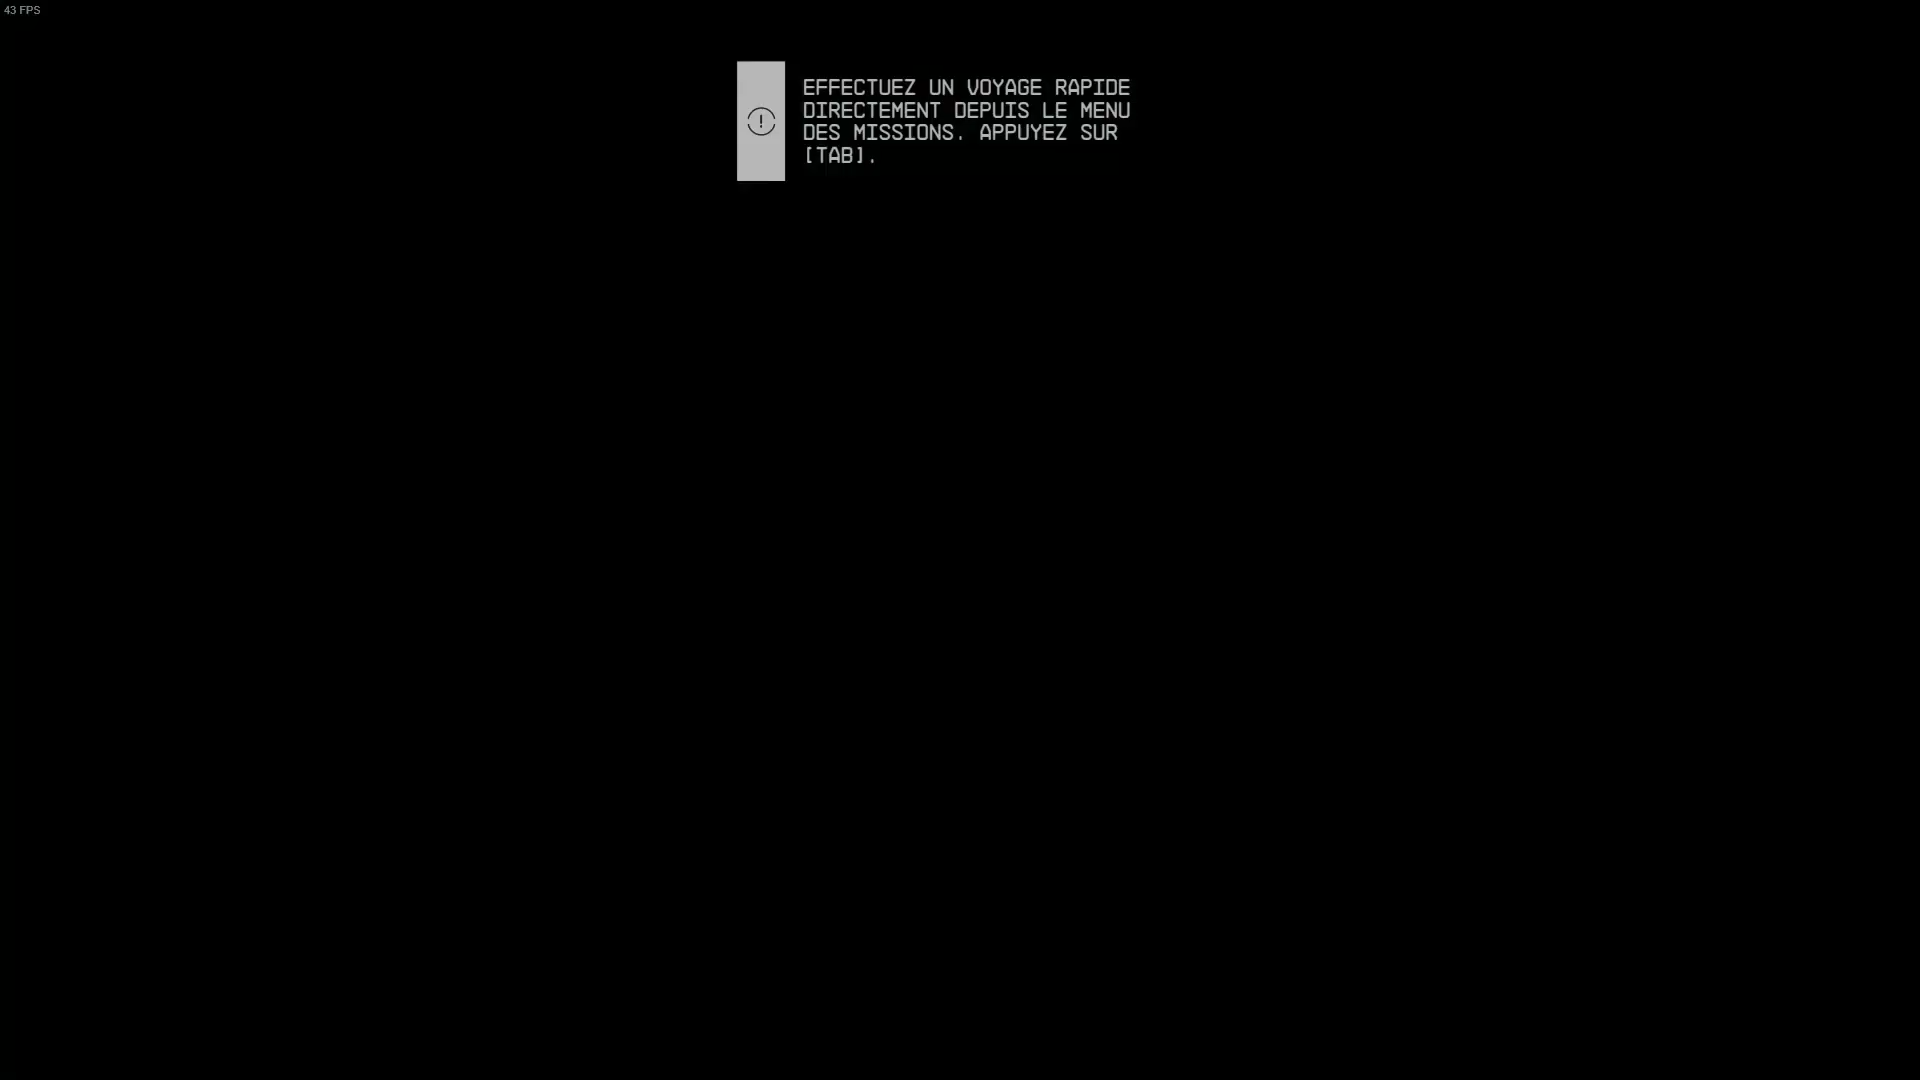 43 FPS
EFFECTUEZ UN VOYAGE RAPIDE
DIRECTEMENT DEPUIS LE MENU
DES MISSIONS. APPUYEZ SUR
[TAB].